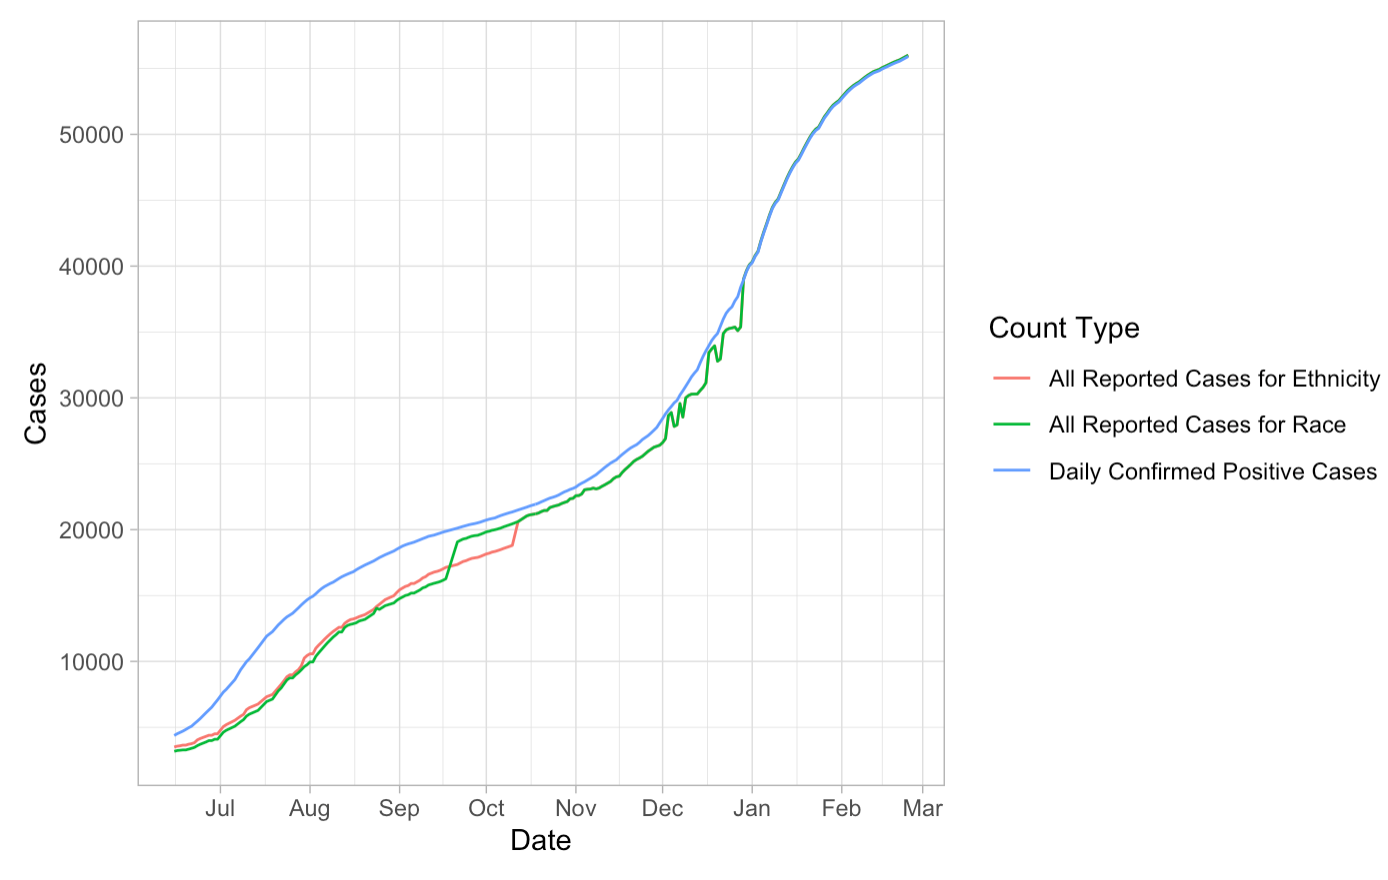 50000
40000
30000
20000
10000
Cases
Jul Aug Sep Oct Nov Dec Jan Feb Mar
Date
Count Type
All Reported Cases for Ethnicity
All Reported Cases for Race
Daily Confirmed Positive Cases